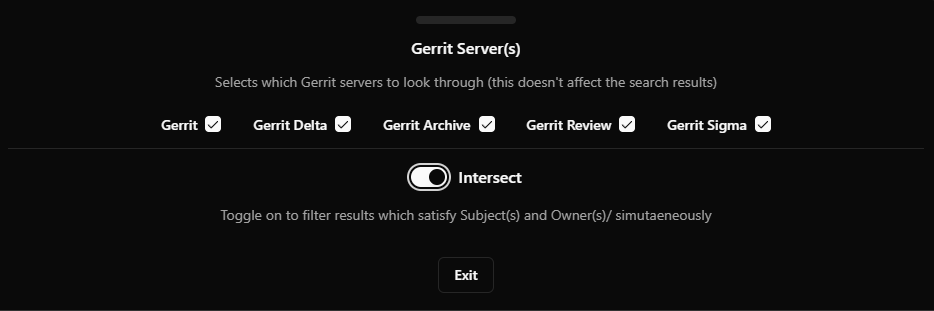 Gerrit Server(s)
Selects which Gerrit servers to look through (this doesn't affect the search results)
Gerrit Gerrit Delta Gerrit Archive Gerrit Review Gerrit Sigma
Intersect
Toggle on to filter results which satisfy Subject(s) and Owner(s)/ simutaeneously
Exit